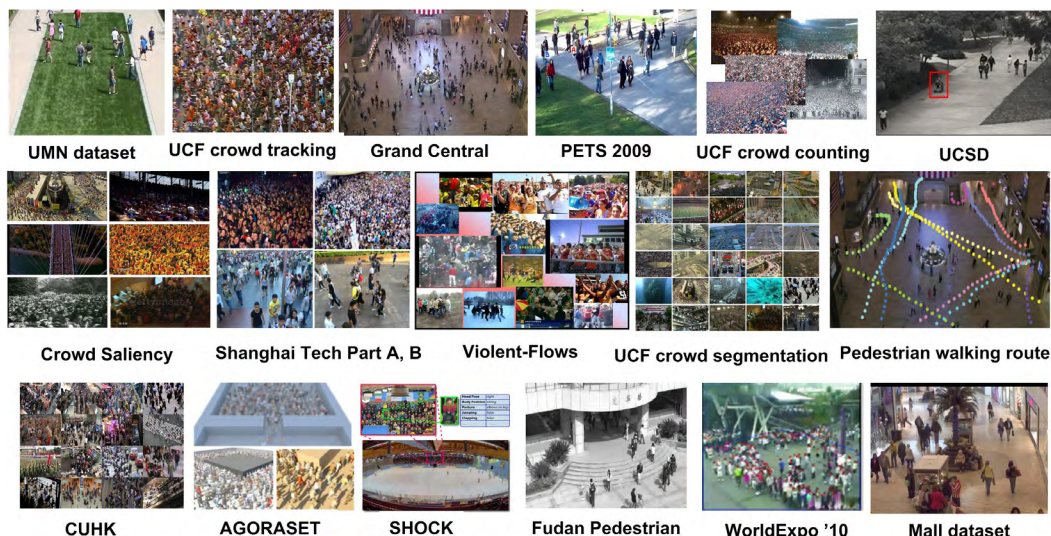 UMN dataset
UCF crowd tracking
Grand Central
PETS 2009
UCF crowd counting
UCSD
Crowd Saliency
Shanghai Tech Part A, B
Violent-Flows
UCF crowd segmentation
Pedestrian walking route
CUHK
AGORASET
SHOCK
Fudan Pedestrian
WorldExpo '10
Mall dataset